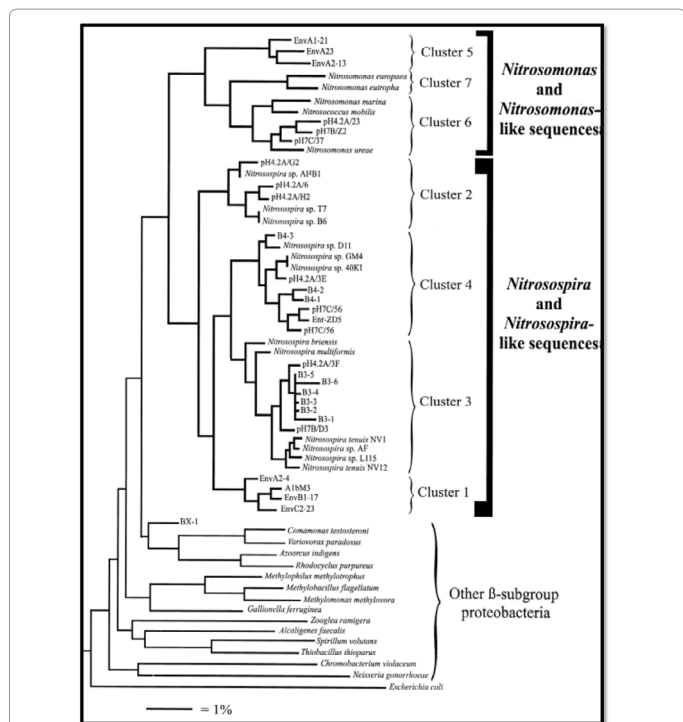 EnvA1-21
EnvA23
EnvA2-13
Cluster 5
Nitrosomonas europaea
Nitrosomonas eutropha
Cluster 7
Nitrosomonas marina
Nitrosococcus mobilis
pH4.2A/23
pH7B/Z2
pH7C/37
Nitrosomonas ureae
Cluster 6
Nitrosomonas
and
Nitrosomonas-
like sequences
pH4.2A/G2
Nitrosospira sp. AHB1
pH4.2A/6
pH4.2A/H2
Nitrosospira sp. T7
Nitrosospira sp. B6
Cluster 2
B4-3
Nitrosospira sp. D11
Nitrosospira sp. GM4
Nitrosospira sp. 40KI
pH4.2A/3E
B4-2
B4-1
pH7C/56
Enr-ZD5
pH7C/56
Cluster 4
Nitrosospira briensis
Nitrosospira multiformis
pH4.2A/3F
B3-5
B3-6
B3-4
B3-3
B3-2
B3-1
pH7B/D3
Nitrosospira tenuis NV1
Nitrosospira sp. AF
Nitrosospira sp. L115
Nitrosospira tenuis NV12
Cluster 3
EnvA2-4
A1bM3
EnvB1-17
EnvC2-23
Cluster 1
Nitrosospira
and
Nitrosospira-
like sequences
BX-1
Comamonas testosteroni
Variovorax paradoxus
Azoarcus indigens
Rhodocyclus purpureus
Methylophilus methylotrophus
Methylobacillus flagellatum
Methylomonas methylovora
Gallionella ferruginea
Zooglea ramigera
Alcaligenes faecalis
Spirillum volutans
Thiobacillus thioparus
Chromobacterium violaceum
Neisseria gonorrhoeae
Other ß-subgroup
proteobacteria
Escherichia coli
= 1%